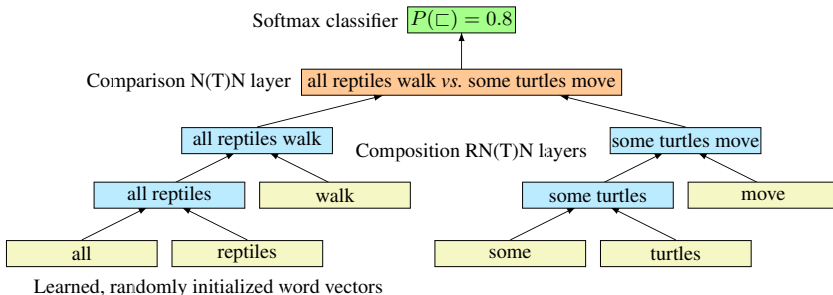 Softmax classifier P(⊏) = 0.8
Comparison N(T)N layer all reptiles walk vs. some turtles move
all reptiles walk some turtles move
Composition RN(T)N layers
all reptiles walk some turtles move
all reptiles some turtles
Learned, randomly initialized word vectors